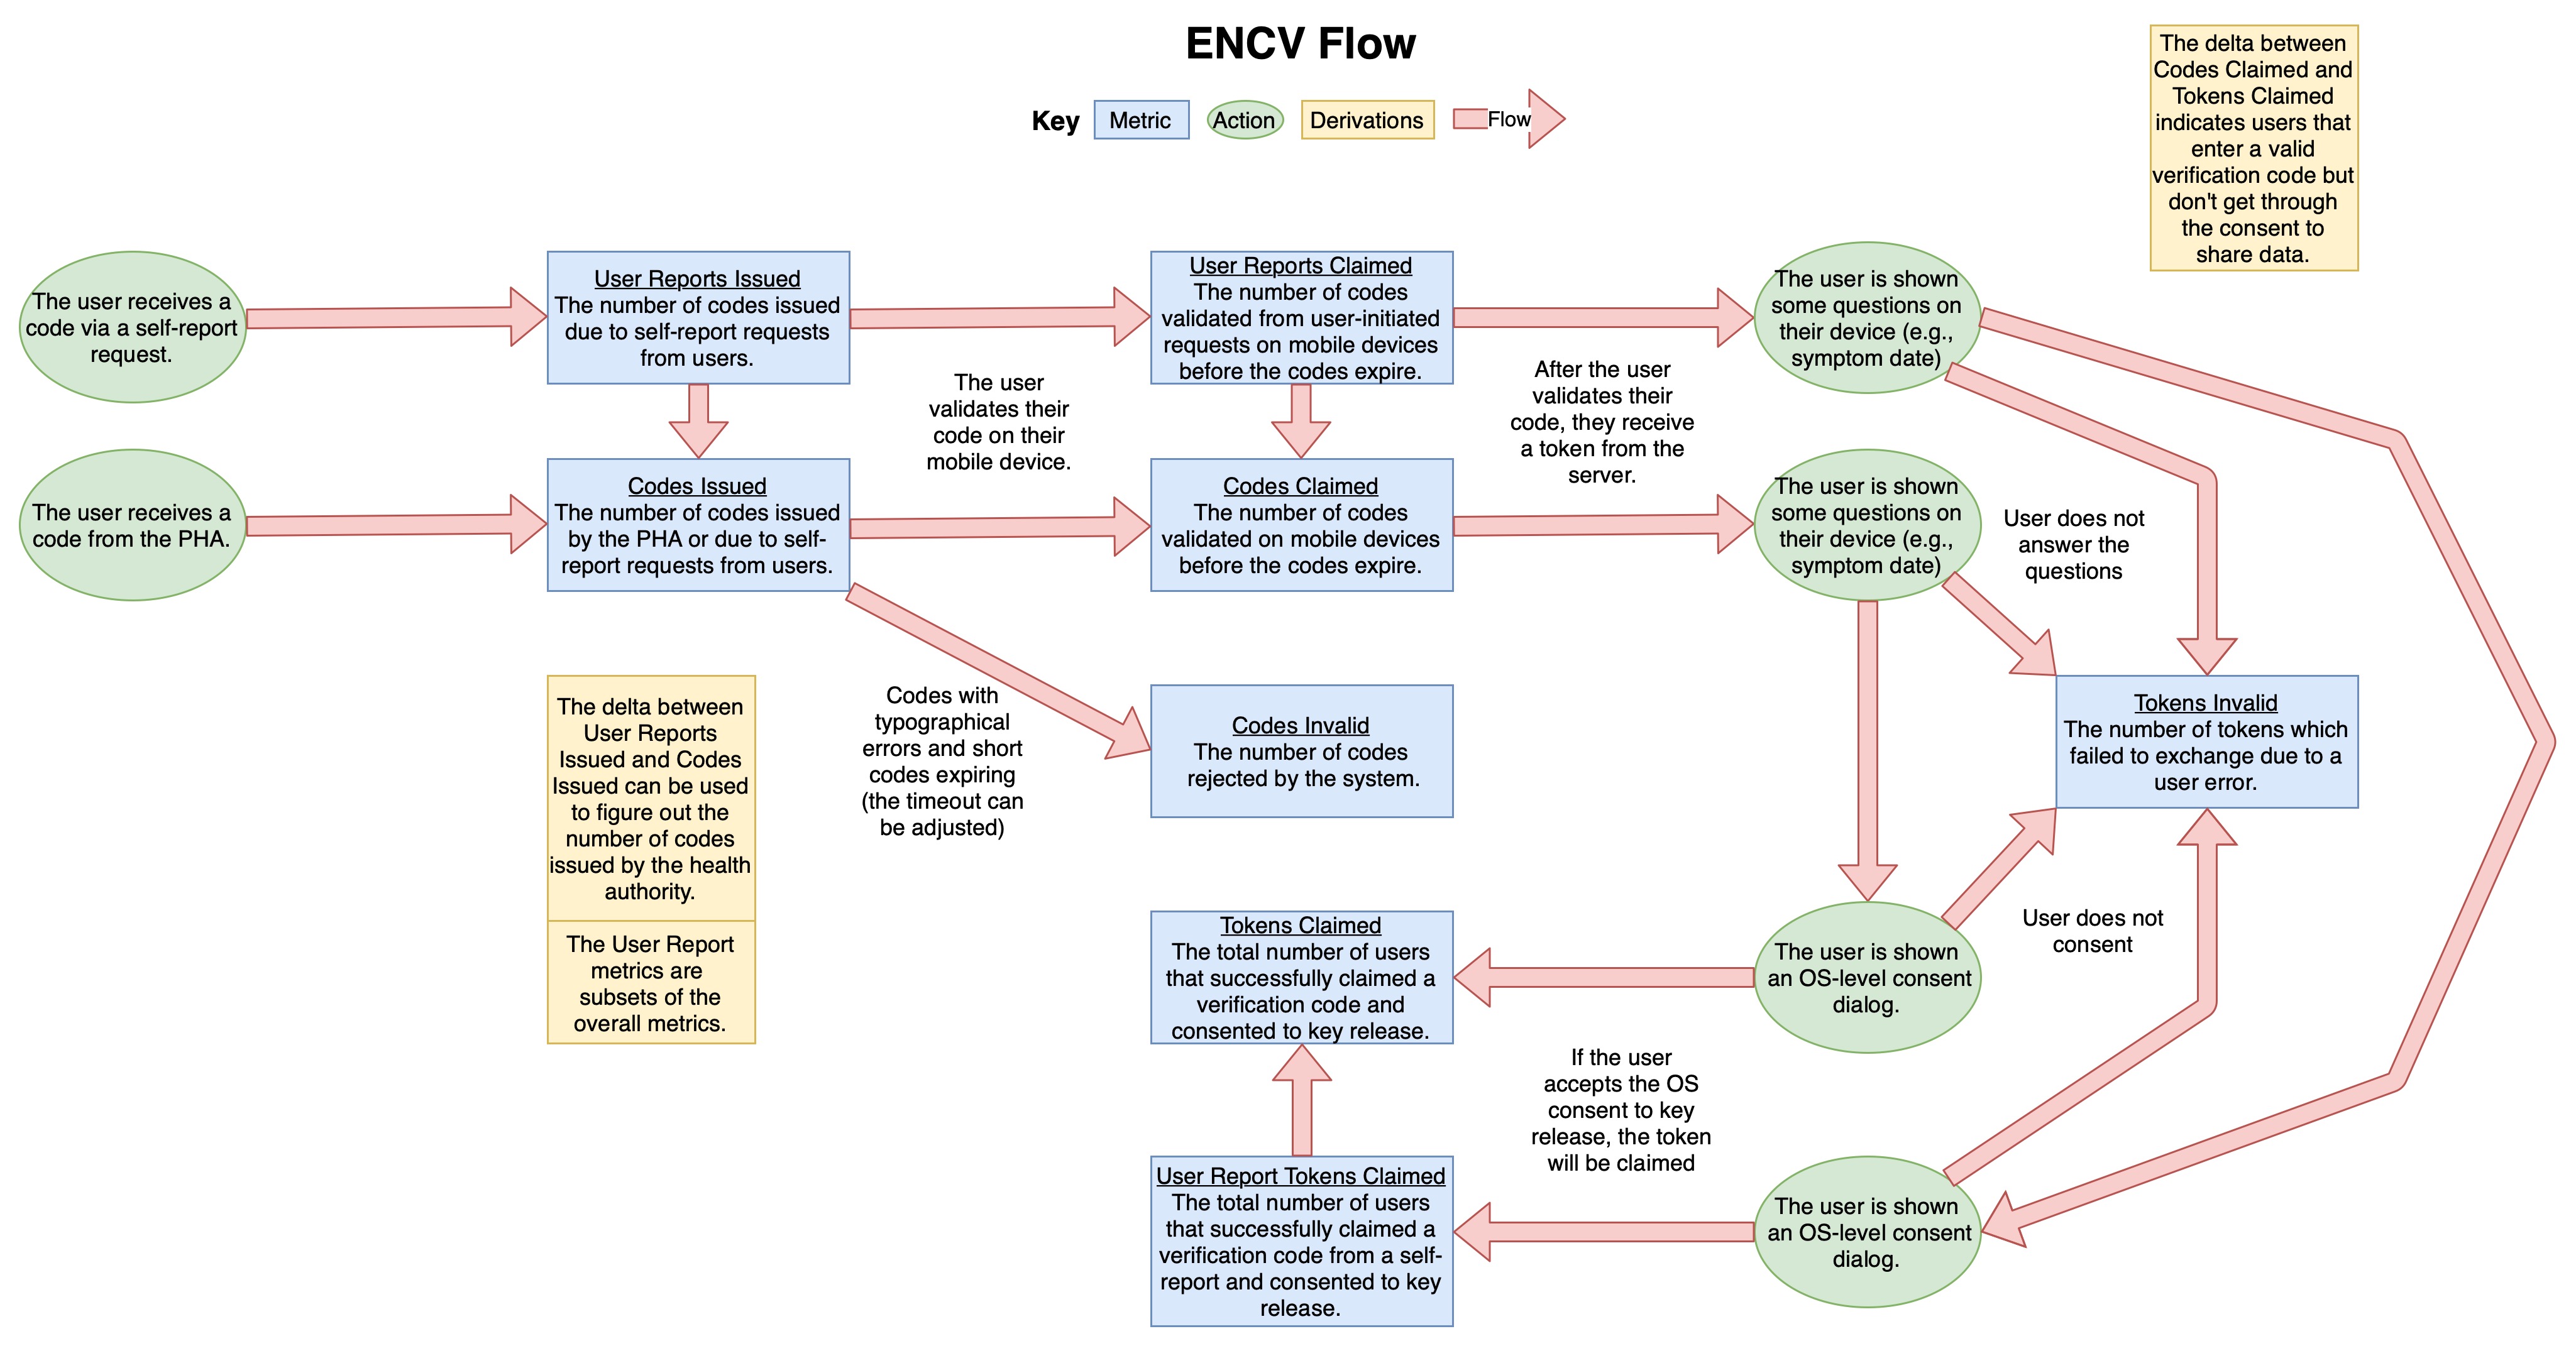 ENCV Flow
Key
Metric
Action
Derivations
Flow
The delta between
Codes Claimed and
Tokens Claimed
indicates users that
enter a valid
verification code but
don't get through
the consent to
share data.
The user receives a
code via a self-report
request.
User Reports Issued
The number of codes issued
due to self-report requests
from users.
User Reports Claimed
The number of codes
validated from user-initiated
requests on mobile devices
before the codes expire.
The user is shown
some questions on
their device (e.g.,
symptom date)
The user
validates their
code on their
mobile device.
After the user
validates their
code, they receive
a token from the
server.
The user receives a
code from the PHA.
Codes Issued
The number of codes issued
by the PHA or due to self-
report requests from users.
Codes Claimed
The number of codes
validated on mobile devices
before the codes expire.
The user is shown
some questions on
their device (e.g.,
symptom date)
User does not
answer the
questions
The delta between
User Reports
Issued and Codes
Issued can be used
to figure out the
number of codes
issued by the health
authority.
The User Report
metrics are
subsets of the
overall metrics.
Codes with
typographical
errors and short
codes expiring
(the timeout can
be adjusted)
Codes Invalid
The number of codes
rejected by the system.
Tokens Invalid
The number of tokens which
failed to exchange due to a
user error.
Tokens Claimed
The total number of users
that successfully claimed a
verification code and
consented to key release.
The user is shown
an OS-level consent
dialog.
User does not
consent
If the user
accepts the OS
consent to key
release, the token
will be claimed
User Report Tokens Claimed
The total number of users
that successfully claimed a
verification code from a self-
report and consented to key
release.
The user is shown
an OS-level consent
dialog.